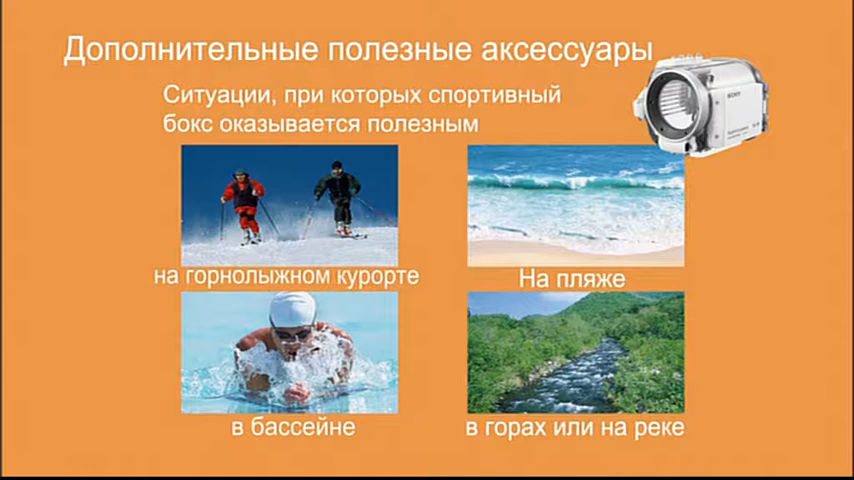 Дополнительные полезные аксессуары
Ситуации, при которых спортивный
бокс оказывается полезным
SONY
на горнолыжном курорте
На пляже
в бассейне
в горах или на реке